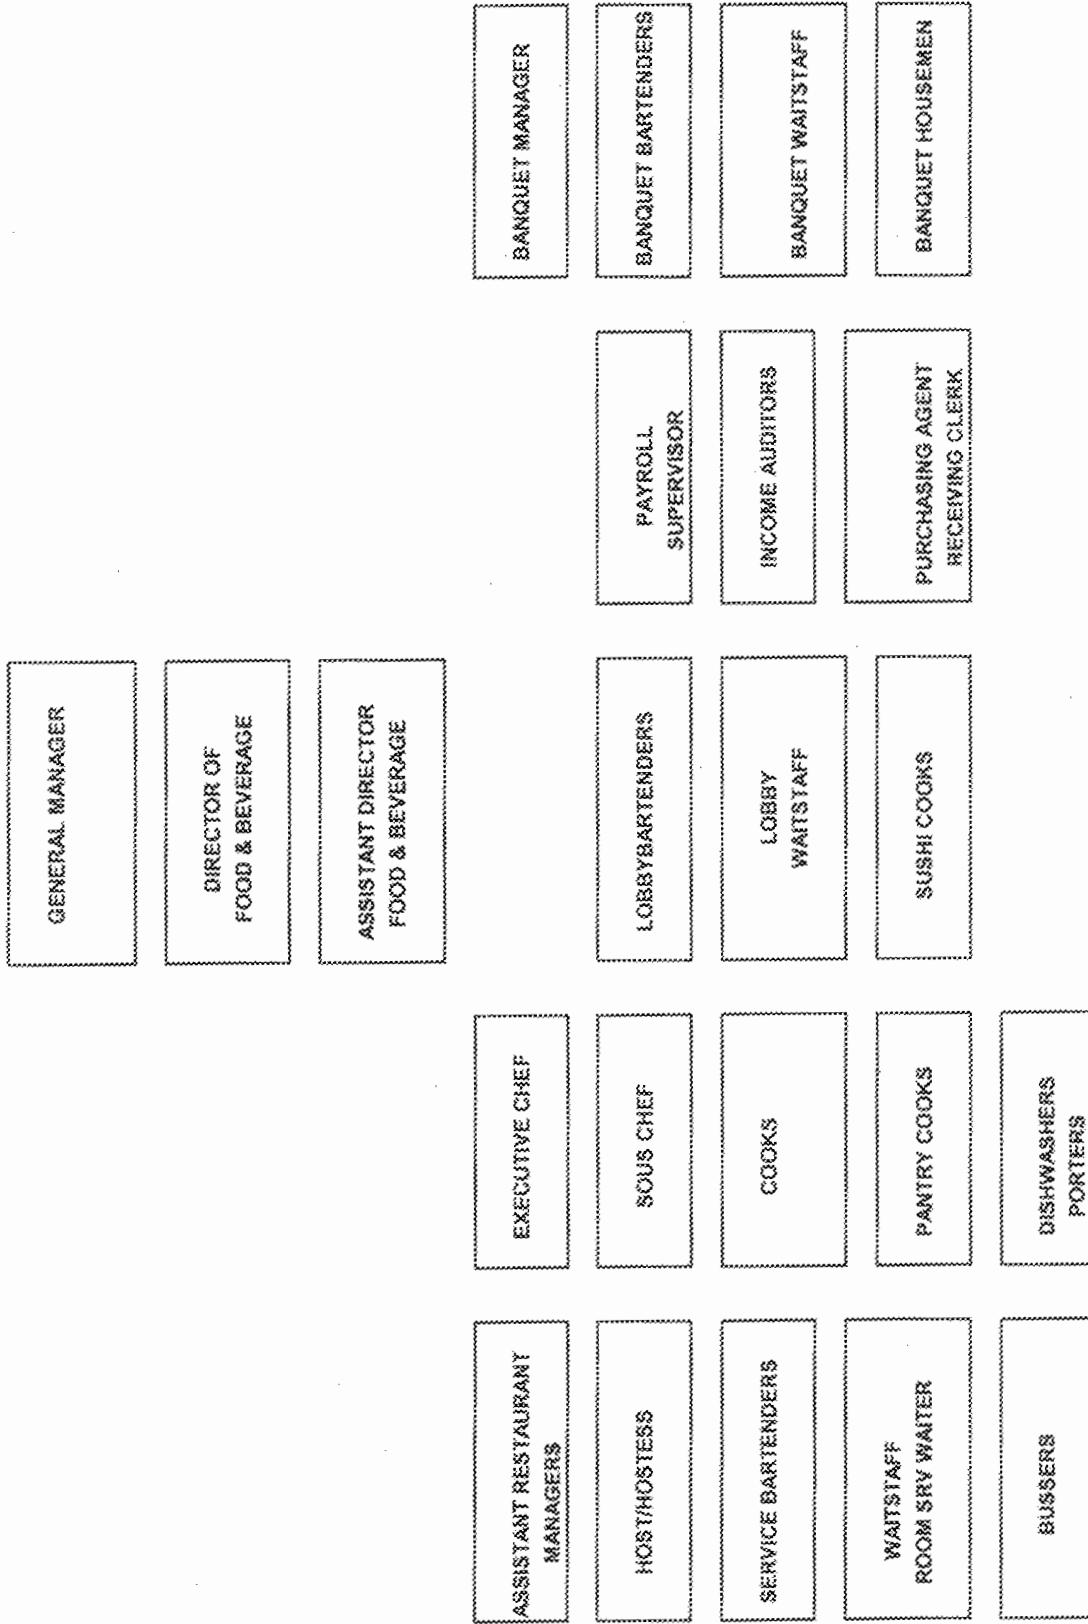 GENERAL MANAGER
DIRECTOR OF
FOOD & BEVERAGE
ASSISTANT DIRECTOR
FOOD & BEVERAGE
ASSISTANT RESTAURANT
MANAGERS
HOST/HOSTESS
SERVICE BARTENDERS
WAITSTAFF
ROOM SRV WAITER
BUSSERS
EXECUTIVE CHEF
SOUS CHEF
COOKS
PANTRY COOKS
DISHWASHERS
PORTERS
LOBBYBARTENDERS
LOBBY
WAITSTAFF
SUSHI COOKS
PAYROLL
SUPERVISOR
INCOME AUDITORS
PURCHASING AGENT
RECEIVING CLERK
BANQUET MANAGER
BANQUET BARTENDERS
BANQUET WAITSTAFF
BANQUET HOUSEMEN